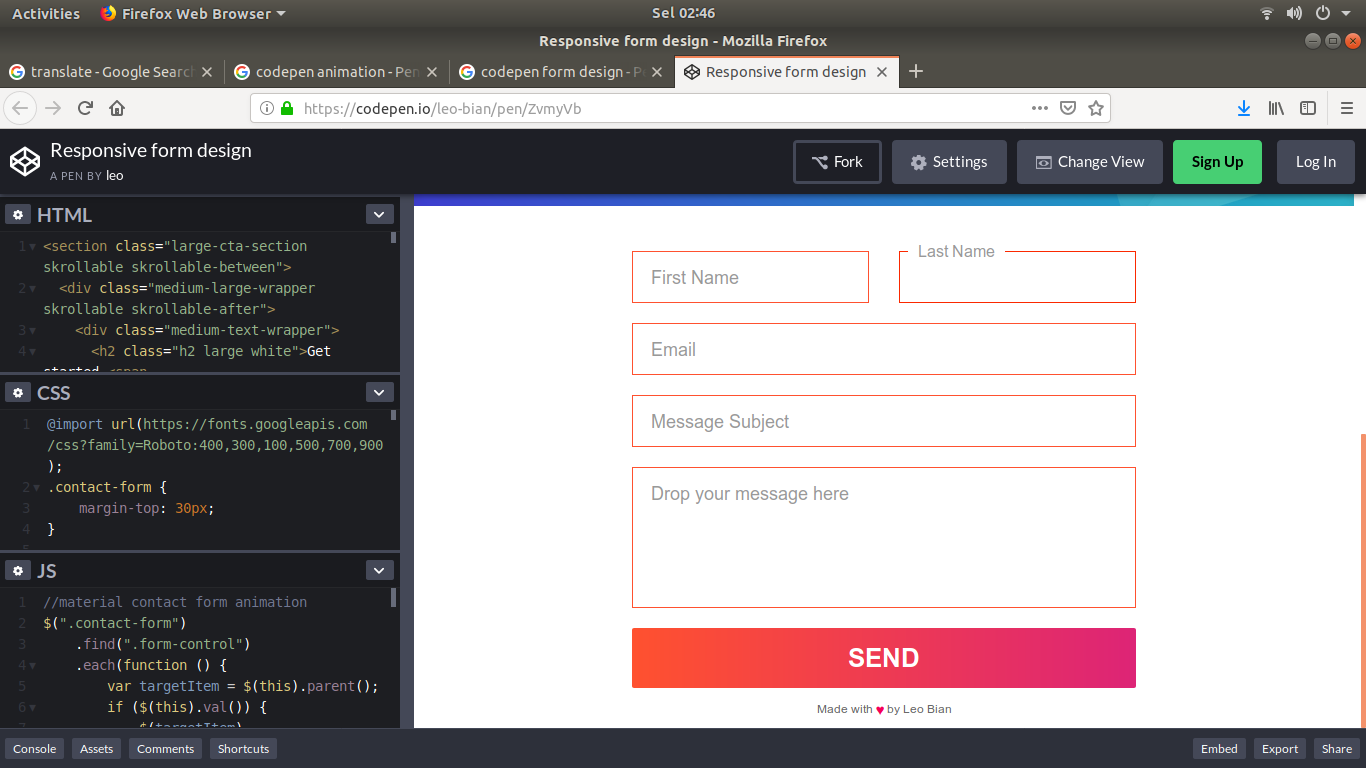 Activities
Firefox Web Browser
Sel 02:46
Responsive form design - Mozilla Firefox
translate - Google Searc
codepen animation - Pen
codepen form design - P
Responsive form design
https://codepen.io/leo-bian/pen/ZvmyVb
Responsive form design
A PEN BY leo
Fork
Settings
Change View
Sign Up
Log In
HTML
1 <section class="large-cta-section
skrollable skrollable-between">
2 <div class="medium-large-wrapper
skrollable skrollable-after">
3 <div class="medium-text-wrapper">
4 <h2 class="h2 large white">Get
started <span
CSS
1 @import url(https://fonts.googleapis.com
/css?family=Roboto:400,300,100,500,700,900
);
2 .contact-form {
3 margin-top: 30px;
4 }
5
JS
1 //material contact form animation
2 $(".contact-form")
3 .find(".form-control")
4 .each(function () {
5 var targetItem = $(this).parent();
6 if ($(this).val()) {
7 $(targetItem)
First Name
Last Name
Email
Message Subject
Drop your message here
SEND
Made with ♥ by Leo Bian
Console
Assets
Comments
Shortcuts
Embed
Export
Share